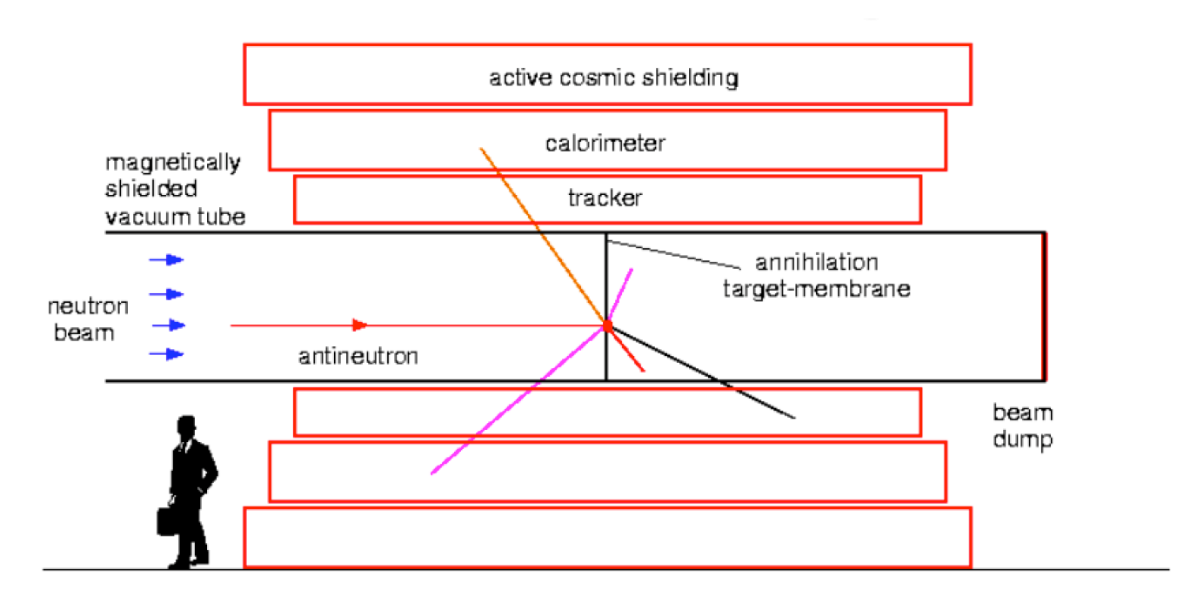 active cosmic shielding
calorimeter
magnetically
shielded
vacuum tube
tracker
annihilation
target-membrane
neutron
beam
antineutron
beam
dump